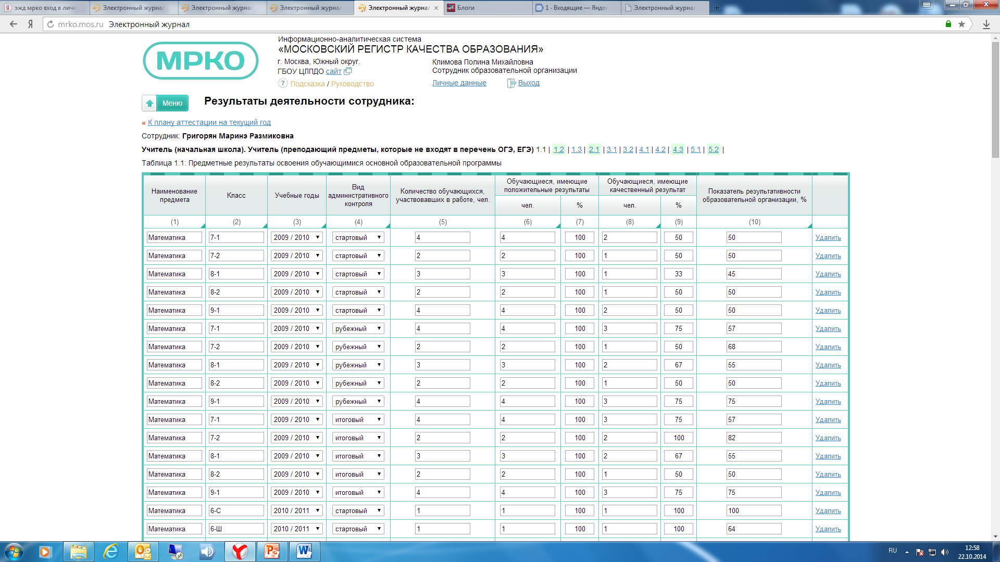 эжд мрко вход в личн
Электронный журнал
Электронный журнал
Электронный журнал
Электронный журнал
Блоги
1 · Входящие — Яндек
Электронный журнал
mrko.mos.ru Электронный журнал
МРКО
Информационно-аналитическая система
«МОСКОВСКИЙ РЕГИСТР КАЧЕСТВА ОБРАЗОВАНИЯ»
г. Москва, Южный округ.
ГБОУ ЦЛПДО сайт
? Подсказка / Руководство
Климова Полина Михайловна
Сотрудник образовательной организации
Личные данные Выход
Меню
Результаты деятельности сотрудника:
« К плану аттестации на текущий год
Сотрудник: Григорян Маринэ Размиковна
Учитель (начальная школа). Учитель (преподающий предметы, которые не входят в перечень ОГЭ, ЕГЭ) 1.1 | 1.2 | 1.3 | 2.1 | 3.1 | 3.2 | 4.1 | 4.2 | 4.3 | 5.1 | 5.2 |
Таблица 1.1: Предметные результаты освоения обучающимися основной образовательной программы
Наименование предмета
Класс
Учебные годы
Вид административного контроля
Количество обучающихся, участвовавших в работе, чел.
Обучающиеся, имеющие положительные результаты
чел. %
Обучающиеся, имеющие качественный результат
чел. %
Показатель результативности образовательной организации, %
(1) (2) (3) (4) (5) (6) (7) (8) (9) (10)
Математика 7-1 2009 / 2010 стартовый 4 4 100 2 50 50 Удалить
Математика 7-2 2009 / 2010 стартовый 2 2 100 1 50 50 Удалить
Математика 8-1 2009 / 2010 стартовый 3 3 100 1 33 45 Удалить
Математика 8-2 2009 / 2010 стартовый 2 2 100 1 50 50 Удалить
Математика 9-1 2009 / 2010 стартовый 4 4 100 2 50 50 Удалить
Математика 7-1 2009 / 2010 рубежный 4 4 100 3 75 57 Удалить
Математика 7-2 2009 / 2010 рубежный 2 2 100 1 50 68 Удалить
Математика 8-1 2009 / 2010 рубежный 3 3 100 2 67 55 Удалить
Математика 8-2 2009 / 2010 рубежный 2 2 100 1 50 50 Удалить
Математика 9-1 2009 / 2010 рубежный 4 4 100 3 75 75 Удалить
Математика 7-1 2009 / 2010 итоговый 4 4 100 3 75 57 Удалить
Математика 7-2 2009 / 2010 итоговый 2 2 100 2 100 82 Удалить
Математика 8-1 2009 / 2010 итоговый 3 3 100 2 67 55 Удалить
Математика 8-2 2009 / 2010 итоговый 2 2 100 1 50 50 Удалить
Математика 9-1 2009 / 2010 итоговый 4 4 100 3 75 75 Удалить
Математика 6-С 2010 / 2011 стартовый 1 1 100 1 100 100 Удалить
Математика 6-Ш 2010 / 2011 стартовый 1 1 100 1 100 64 Удалить
RU
12:58
22.10.2014